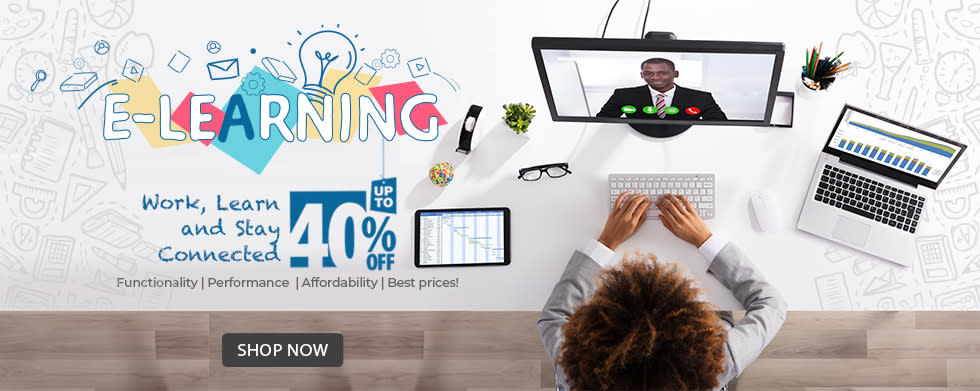 E-LEARNING
Work, Learn
and Stay
Connected
UP
TO
40%
OFF
Functionality | Performance | Affordability | Best prices!
SHOP NOW